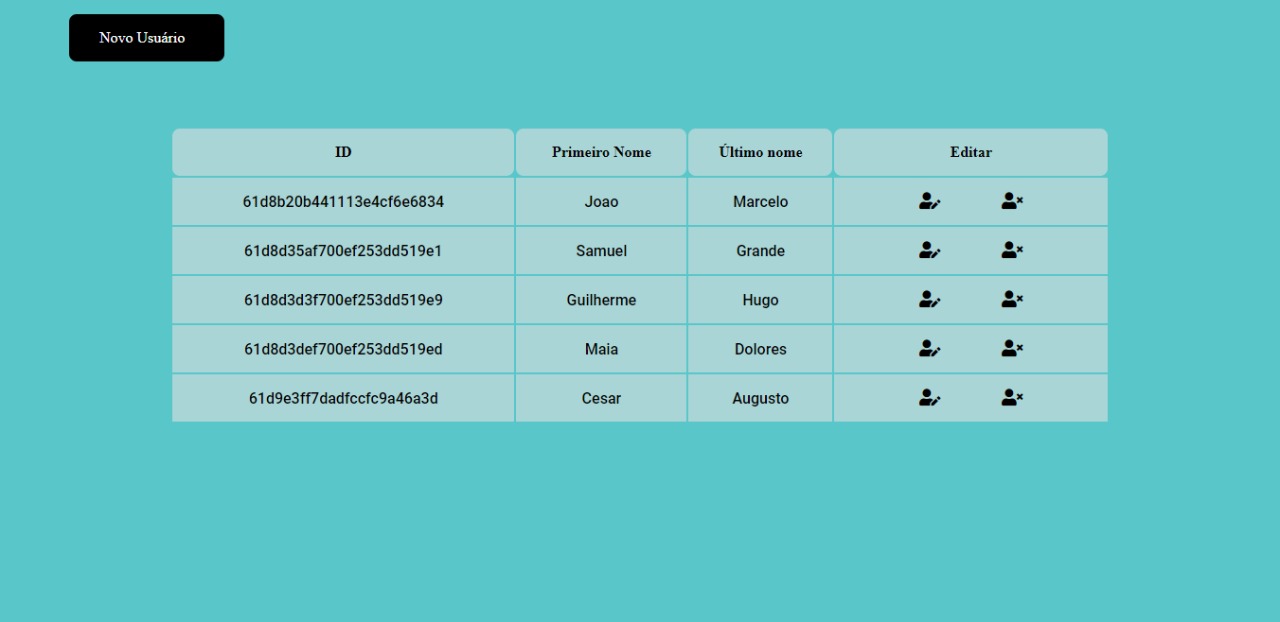 Novo Usuário
ID Primeiro Nome Último nome Editar
61d8b20b441113e4cf6e6834 Joao Marcelo
61d8d35af700ef253dd519e1 Samuel Grande
61d8d3d3f700ef253dd519e9 Guilherme Hugo
61d8d3def700ef253dd519ed Maia Dolores
61d9e3ff7dadfccfc9a46a3d Cesar Augusto